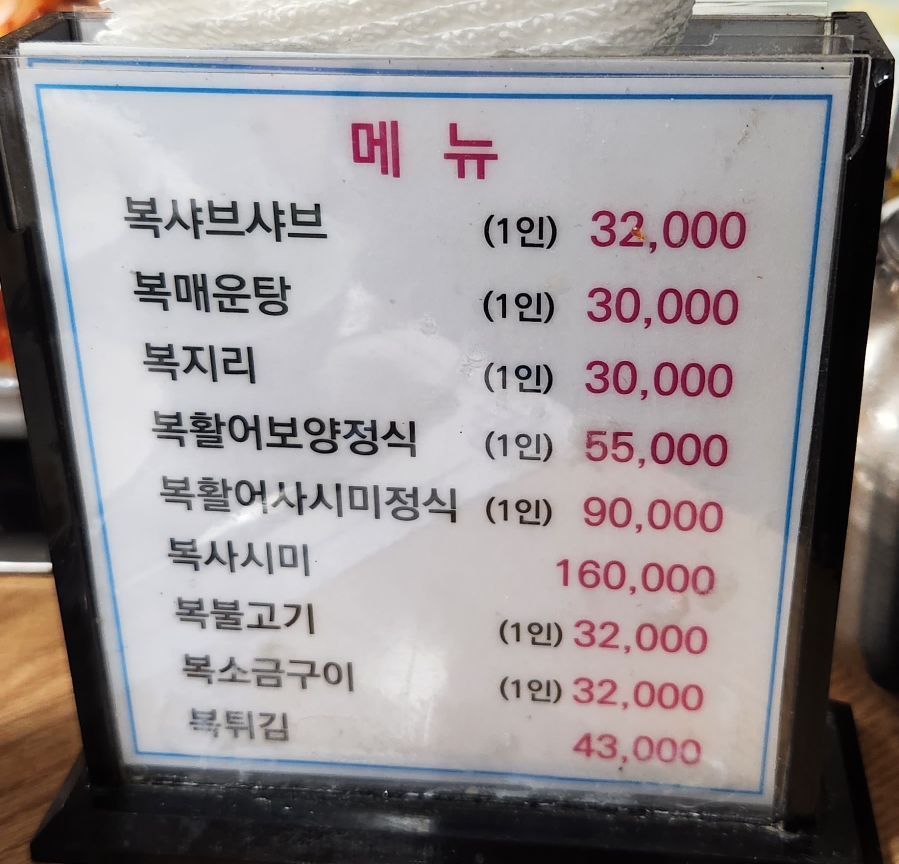 메 뉴
복샤브샤브 (1인) 32,000
복매운탕 (1인) 30,000
복지리 (1인) 30,000
복활어보양정식 (1인) 55,000
복활어사시미정식 (1인) 90,000
복사시미 160,000
복불고기 (1인) 32,000
복소금구이 (1인) 32,000
복튀김 43,000